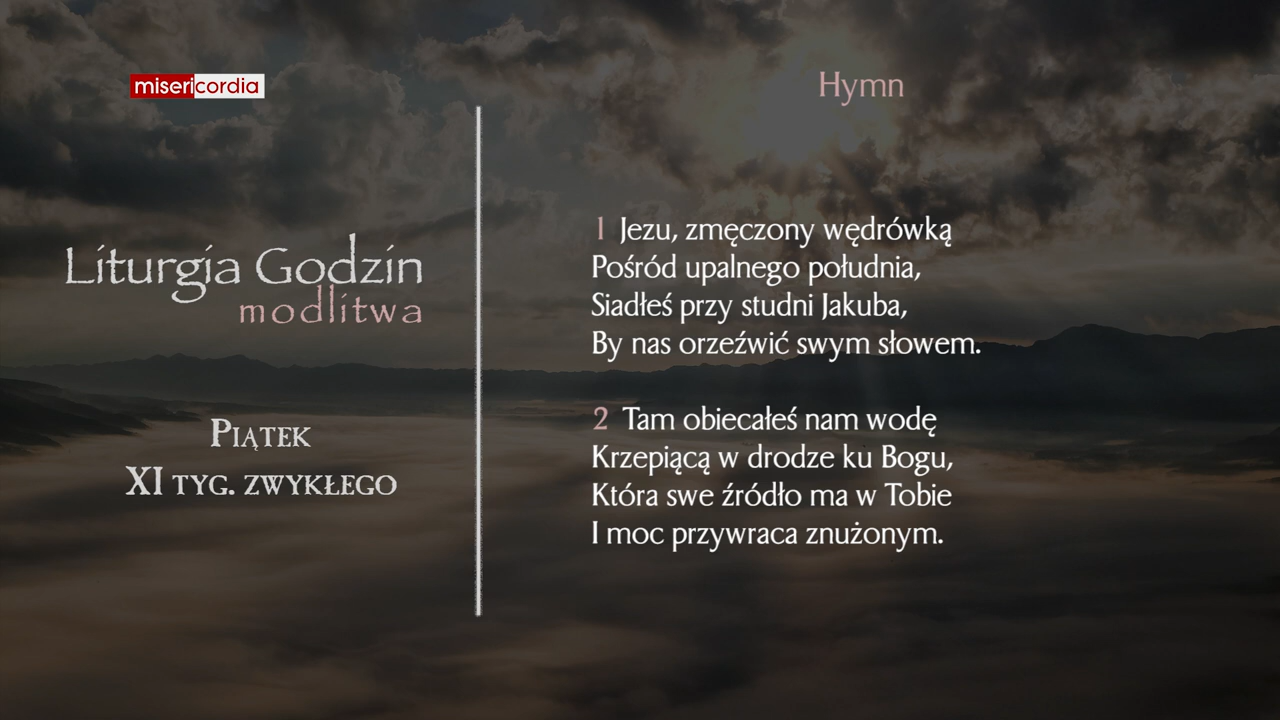 misericordia
Liturgia Godzin
modlitwa
Piątek
XI tyg. zwykłego
Hymn
1 Jezu, zmęczony wędrówką
Pośród upalnego południa,
Siadłeś przy studni Jakuba,
By nas orzeźwić swym słowem.
2 Tam obiecałeś nam wodę
Krzepiącą w drodze ku Bogu,
Która swe źródło ma w Tobie
I moc przywraca znużonym.